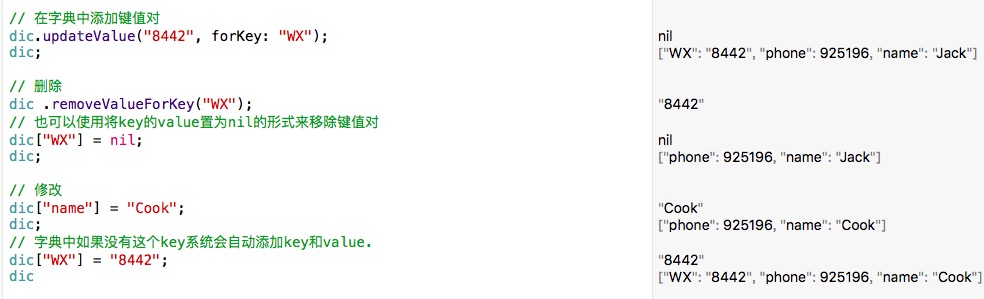 // 在字典中添加键值对
dic.updateValue("8442", forKey: "WX");
nil
dic;
["WX": "8442", "phone": 925196, "name": "Jack"]
// 删除
dic .removeValueForKey("WX");
"8442"
// 也可以使用将key的value置为nil的形式来移除键值对
dic["WX"] = nil;
nil
dic;
["phone": 925196, "name": "Jack"]
// 修改
dic["name"] = "Cook";
"Cook"
dic;
["phone": 925196, "name": "Cook"]
// 字典中如果没有这个key系统会自动添加key和value.
dic["WX"] = "8442";
"8442"
dic
["WX": "8442", "phone": 925196, "name": "Cook"]